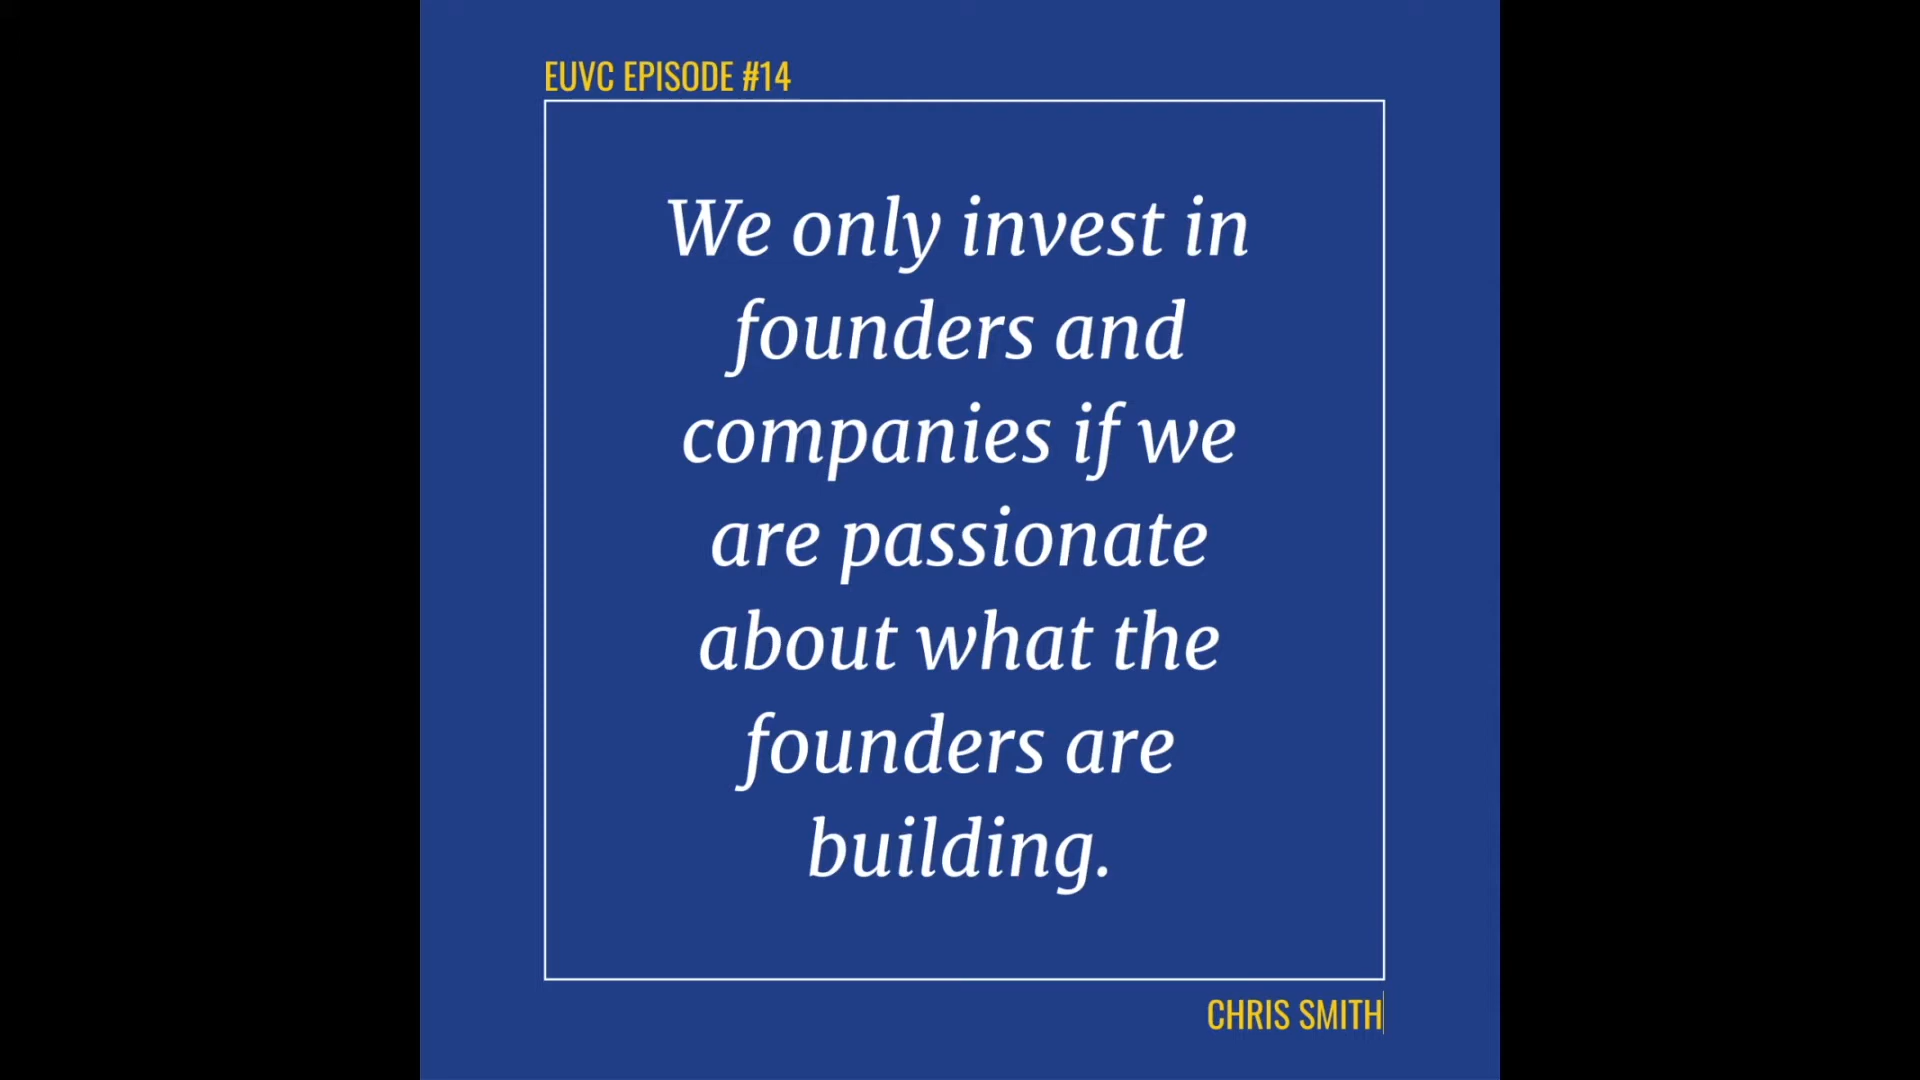 EUVC EPISODE #14
We only invest in
founders and
companies if we
are passionate
about what the
founders are
building.
CHRIS SMITH